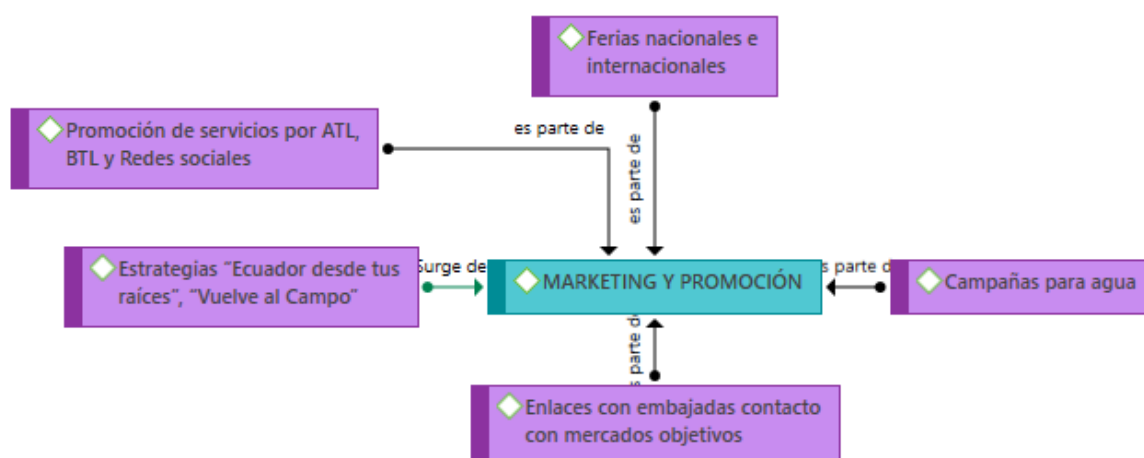 Ferias nacionales e
internacionales
Promoción de servicios por ATL,
BTL y Redes sociales
es parte de
es parte de
Estrategias “Ecuador desde tus
raíces”, “Vuelve al Campo”
Surge de
MARKETING Y PROMOCIÓN
s parte d
Campañas para agua
s parte d
Enlaces con embajadas contacto
con mercados objetivos